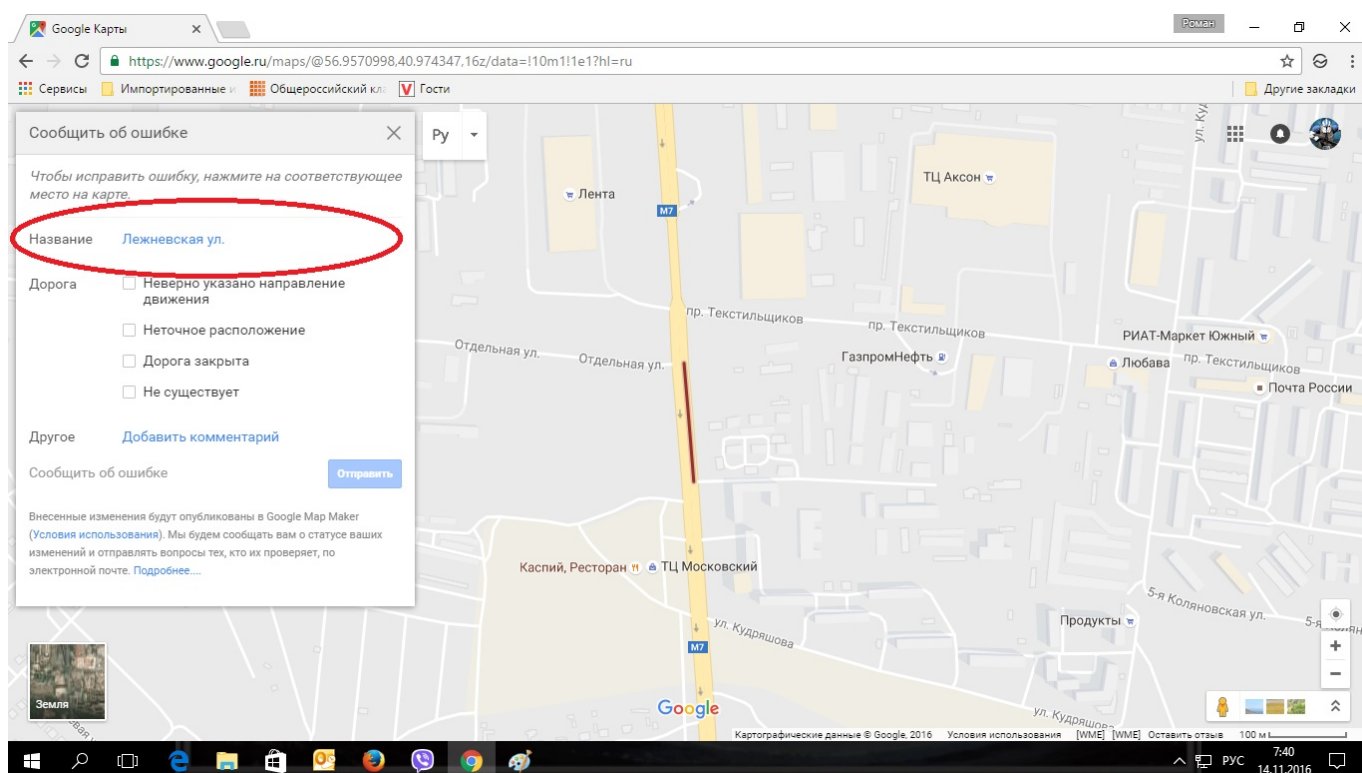 Google Карты
Роман
https://www.google.ru/maps/@56.9570998,40.974347,16z/data=!10m1!1e1?hl=ru
Сервисы Импортированные и Общероссийский кла Гости Другие закладки
Сообщить об ошибке
Ру
Чтобы исправить ошибку, нажмите на соответствующее
место на карте.
Название Лежневская ул.
Дорога
Неверно указано направление
движения
Неточное расположение
Дорога закрыта
Не существует
Другое Добавить комментарий
Сообщить об ошибке Отправить
Внесенные изменения будут опубликованы в Google Map Maker
(Условия использования). Мы будем сообщать вам о статусе ваших
изменений и отправлять вопросы тех, кто их проверяет, по
электронной почте. Подробнее....
Земля
ул. Ку
ТЦ Аксон
Лента
М7
пр. Текстильщиков
пр. Текстильщиков
РИАТ-Маркет Южный
Отдельная ул.
Отдельная ул.
ГазпромНефть
Любава
пр. Текстильщиков
Почта России
Каспий, Ресторан
ТЦ Московский
5-я Коляновская ул.
Продукты
ул. Кудряшова
М7
Google
ул. Кудряшова
Картографические данные © Google, 2016 Условия использования [WME] [WME] Оставить отзыв 100 м
РУС
7:40
14.11.2016